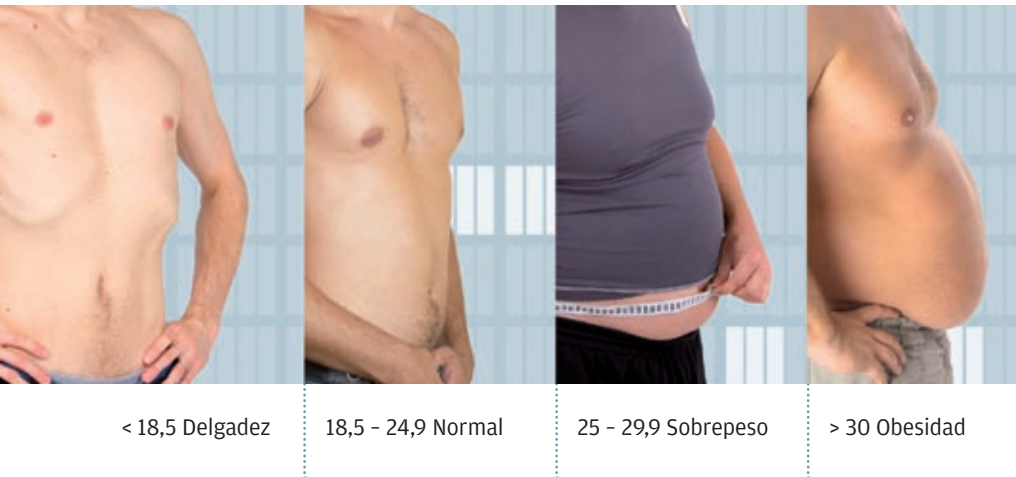 < 18,5 Delgadez
18,5 – 24,9 Normal
25 – 29,9 Sobrepeso
> 30 Obesidad